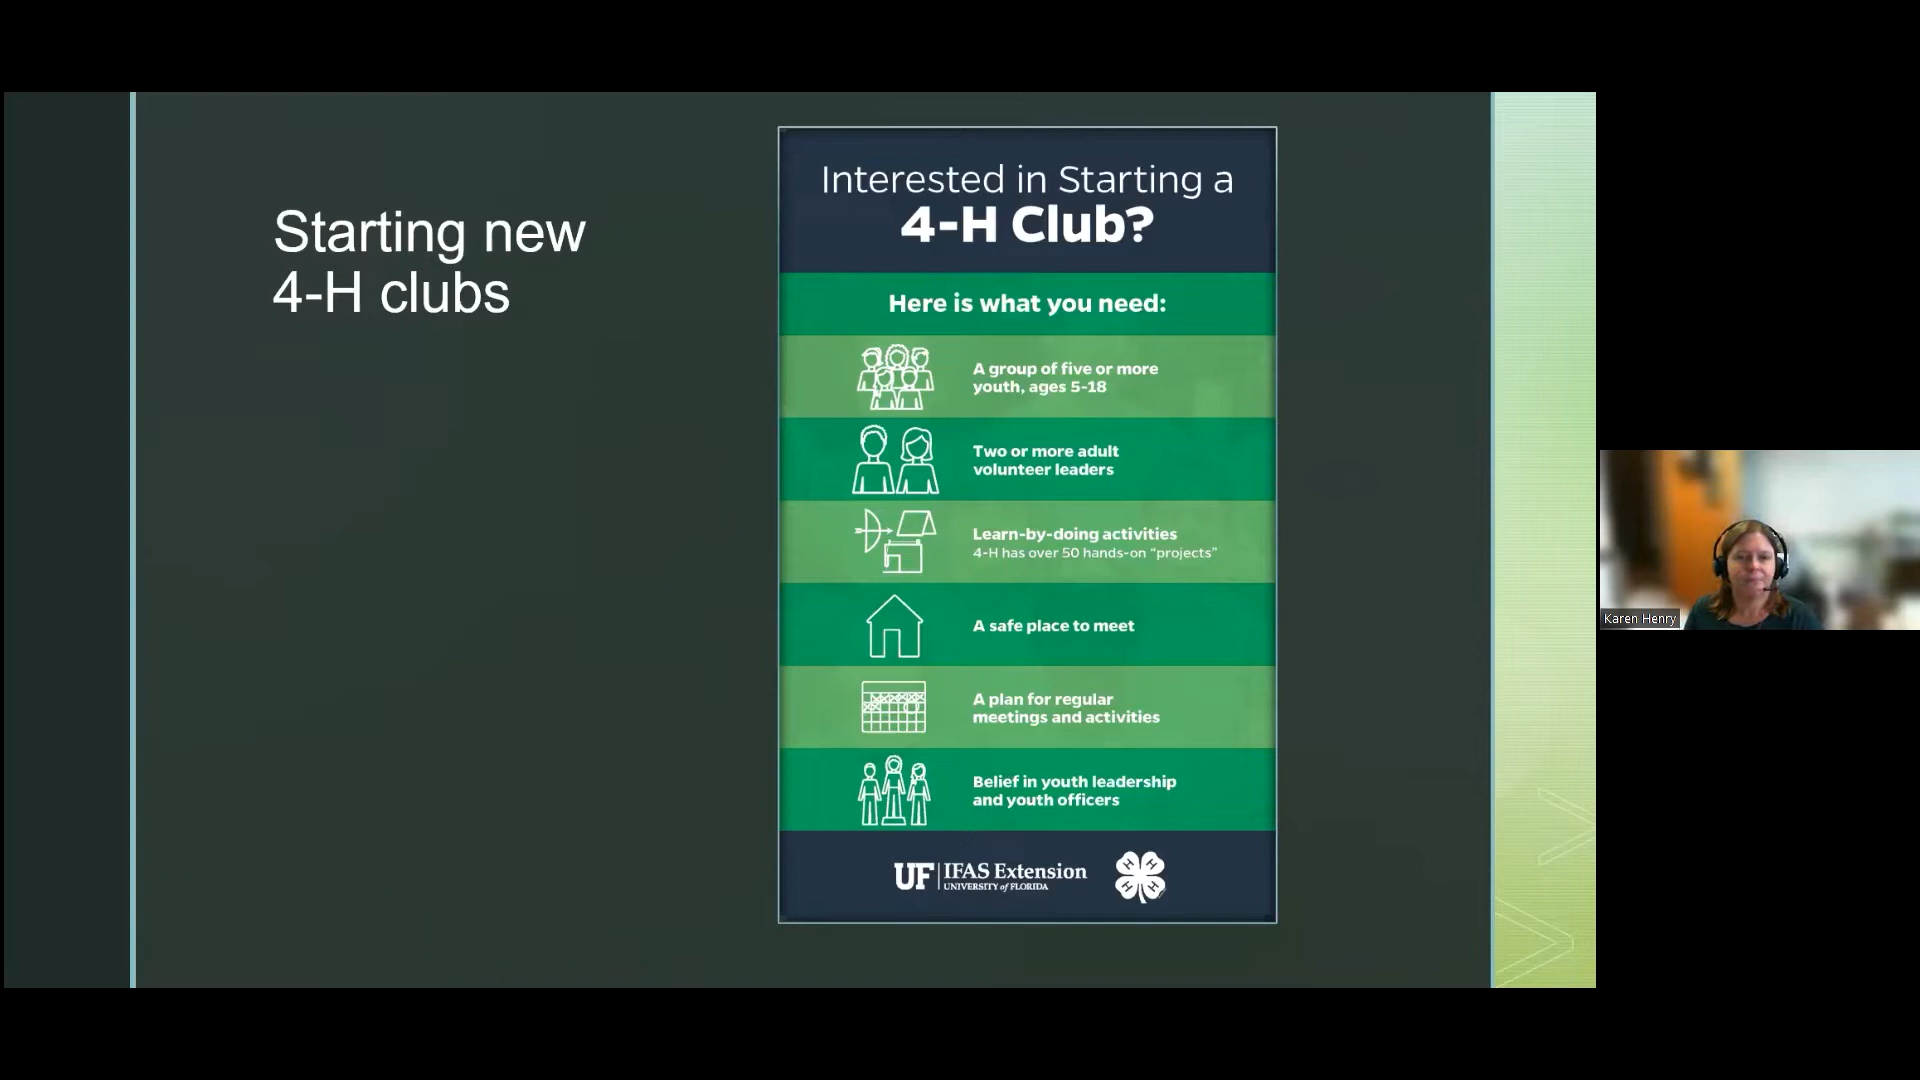 Starting new
4-H clubs
Interested in Starting a
4-H Club?
Here is what you need:
A group of five or more
youth, ages 5-18
Two or more adult
volunteer leaders
Learn-by-doing activities
4-H has over 50 hands-on “projects”
A safe place to meet
A plan for regular
meetings and activities
Belief in youth leadership
and youth officers
UF IFAS Extension
UNIVERSITY of FLORIDA
H H
H H
Karen Henry